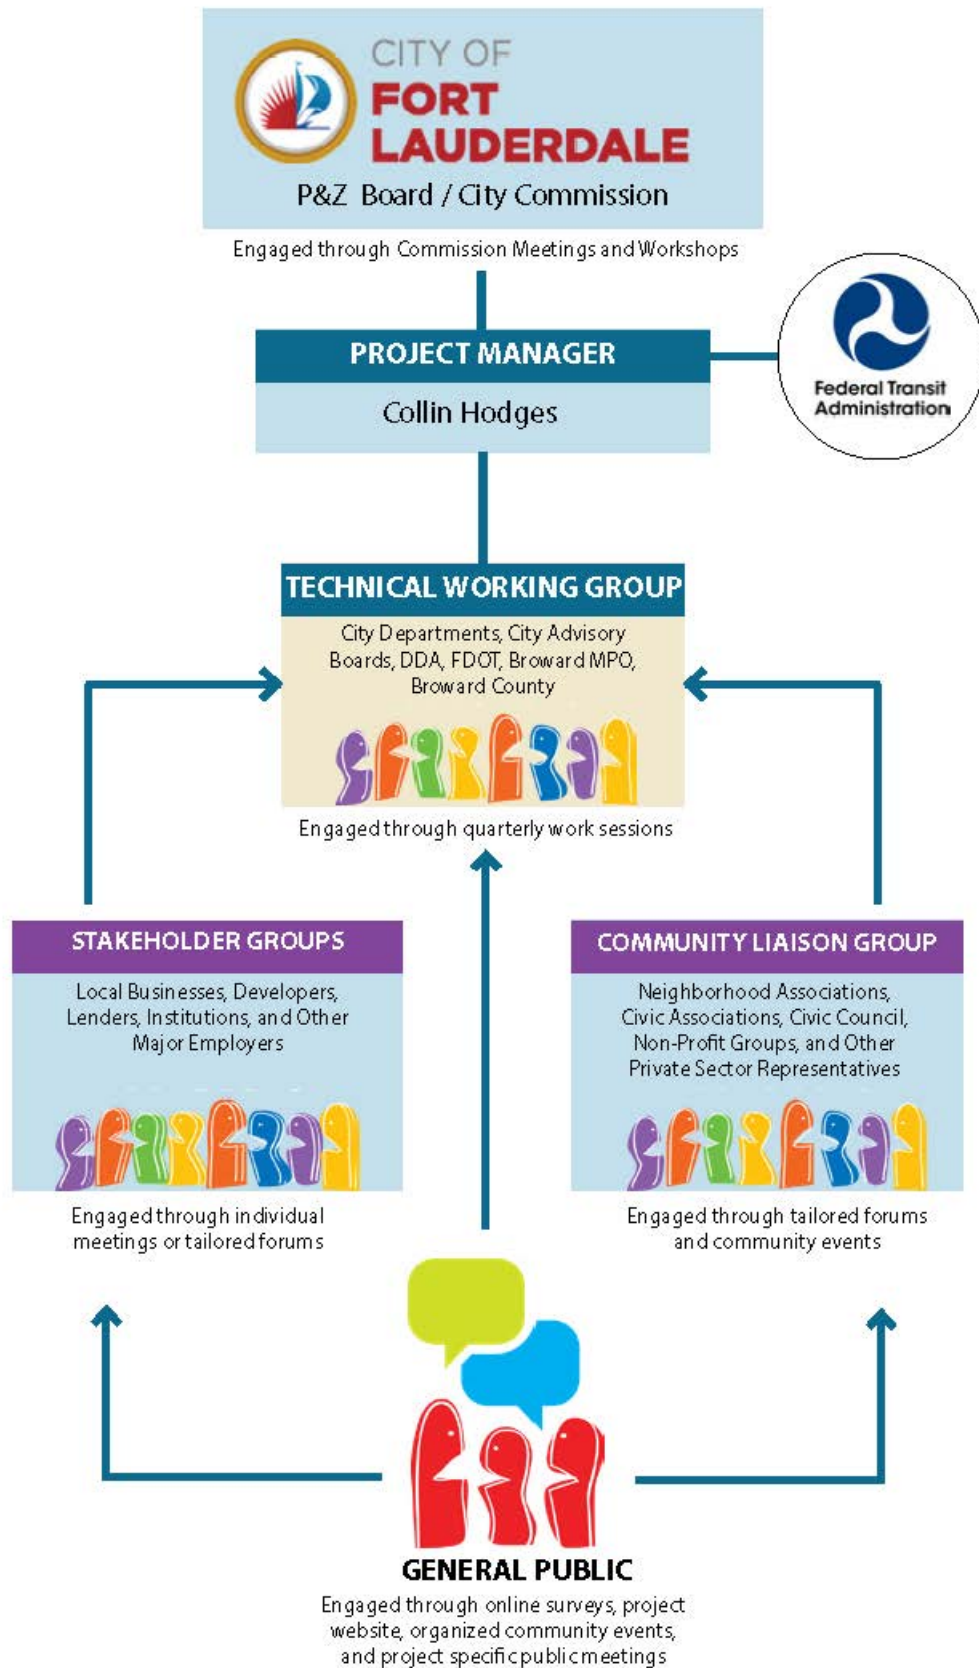 CITY OF
FORT
LAUDERDALE
P&Z Board / City Commission
Engaged through Commission Meetings and Workshops
PROJECT MANAGER
Collin Hodges
Federal Transit
Administration
TECHNICAL WORKING GROUP
City Departments, City Advisory
Boards, DDA, FDOT, Broward MPO,
Broward County
Engaged through quarterly work sessions
STAKEHOLDER GROUPS
Local Businesses, Developers,
Lenders, Institutions, and Other
Major Employers
Engaged through individual
meetings or tailored forums
COMMUNITY LIAISON GROUP
Neighborhood Associations,
Civic Associations, Civic Council,
Non-Profit Groups, and Other
Private Sector Representatives
Engaged through tailored forums
and community events
GENERAL PUBLIC
Engaged through online surveys, project
website, organized community events,
and project specific public meetings